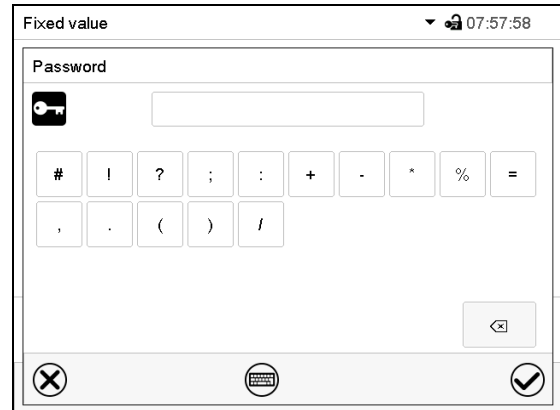 Fixed value 07:57:58
Password
# ! ? ; : + - * % =
, . ( ) /